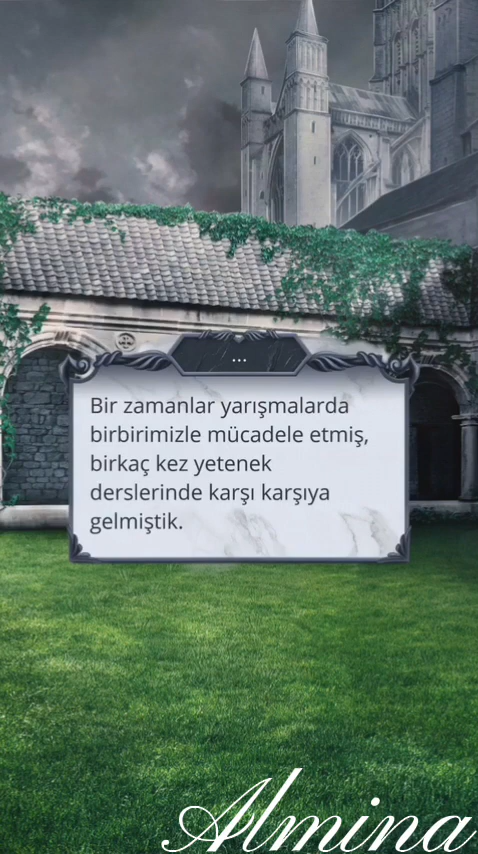 ...
Bir zamanlar yarışmalarda
birbirimizle mücadele etmiş,
birkaç kez yetenek
derslerinde karşı karşıya
gelmiştik.
Almina